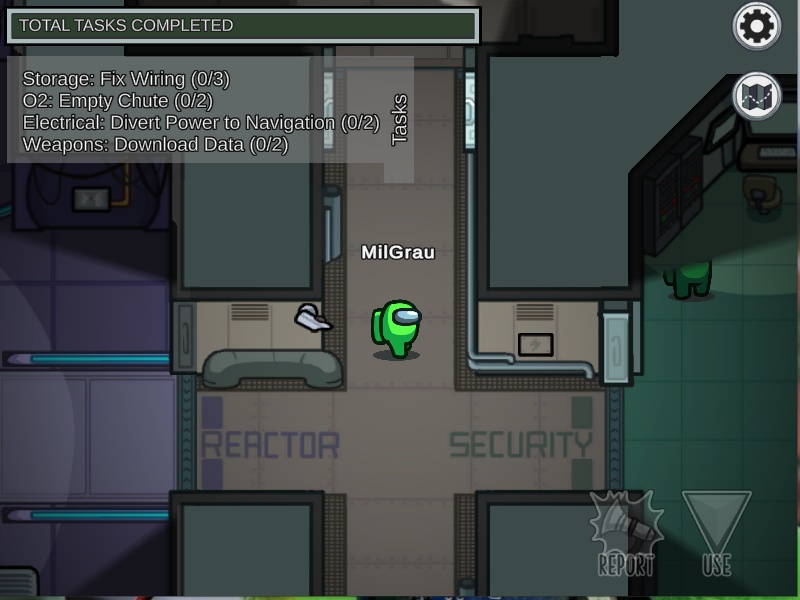 TOTAL TASKS COMPLETED
Storage: Fix Wiring (0/3)
O2: Empty Chute (0/2)
Electrical: Divert Power to Navigation (0/2)
Weapons: Download Data (0/2)
Tasks
MilGrau
REACTOR
SECURITY
REPORT
USE